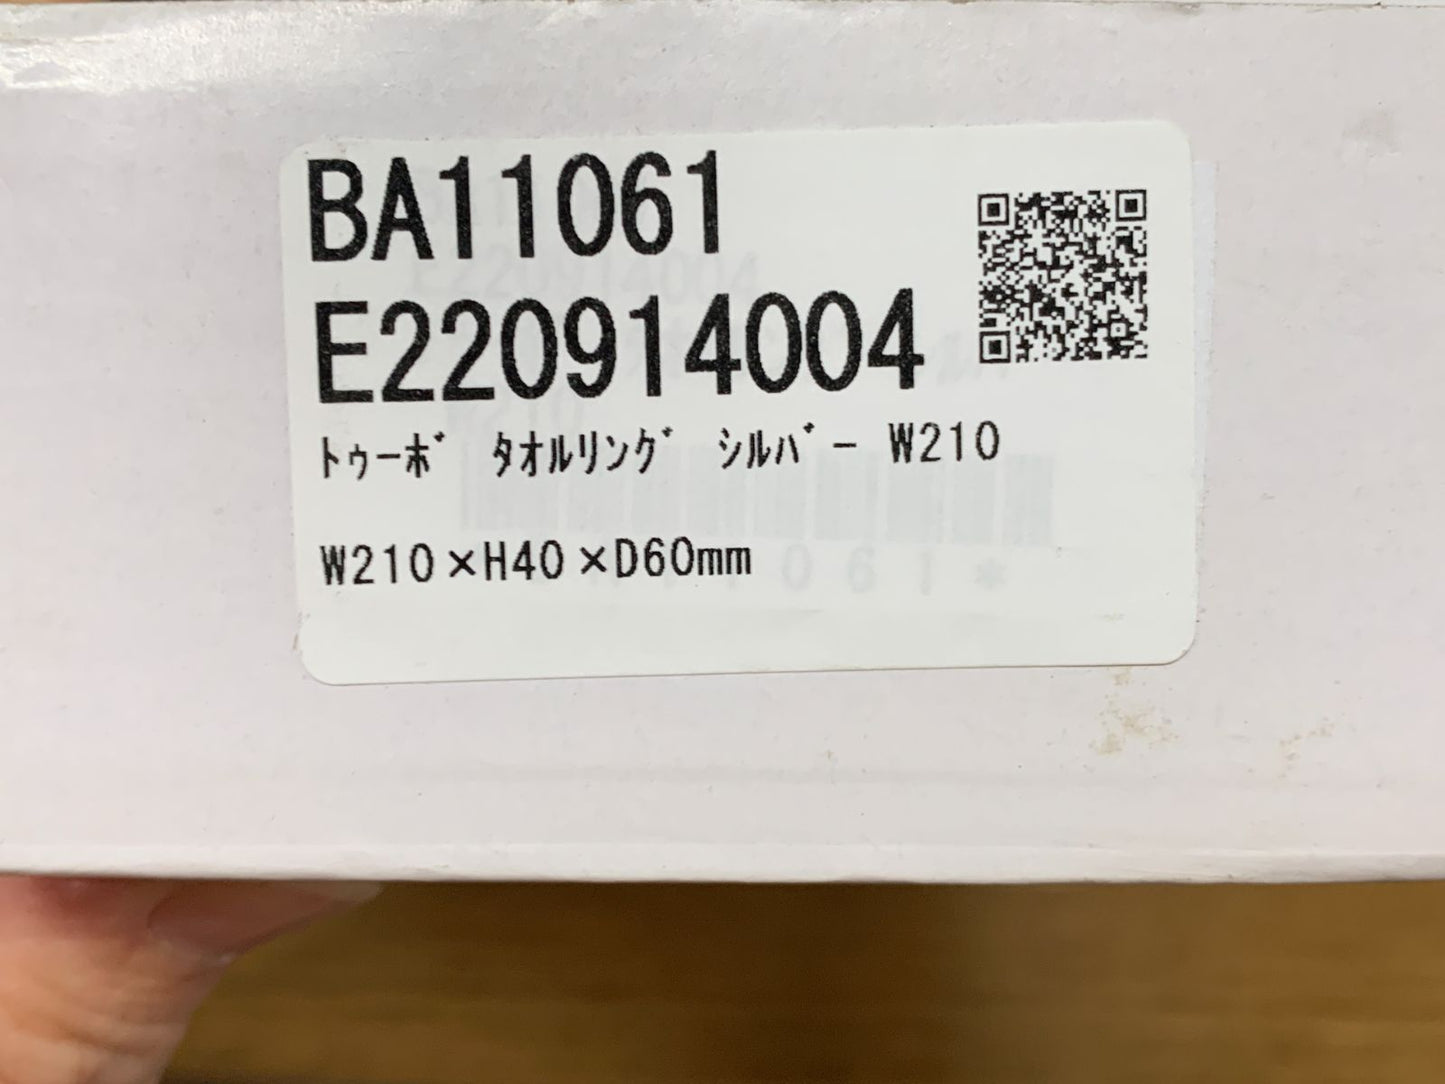 BA11061
E220914004
ﾄｩｰﾎﾞ ﾀｵﾙﾘﾝｸﾞ ｼﾙﾊﾞｰ W210
W210×H40×D60mm